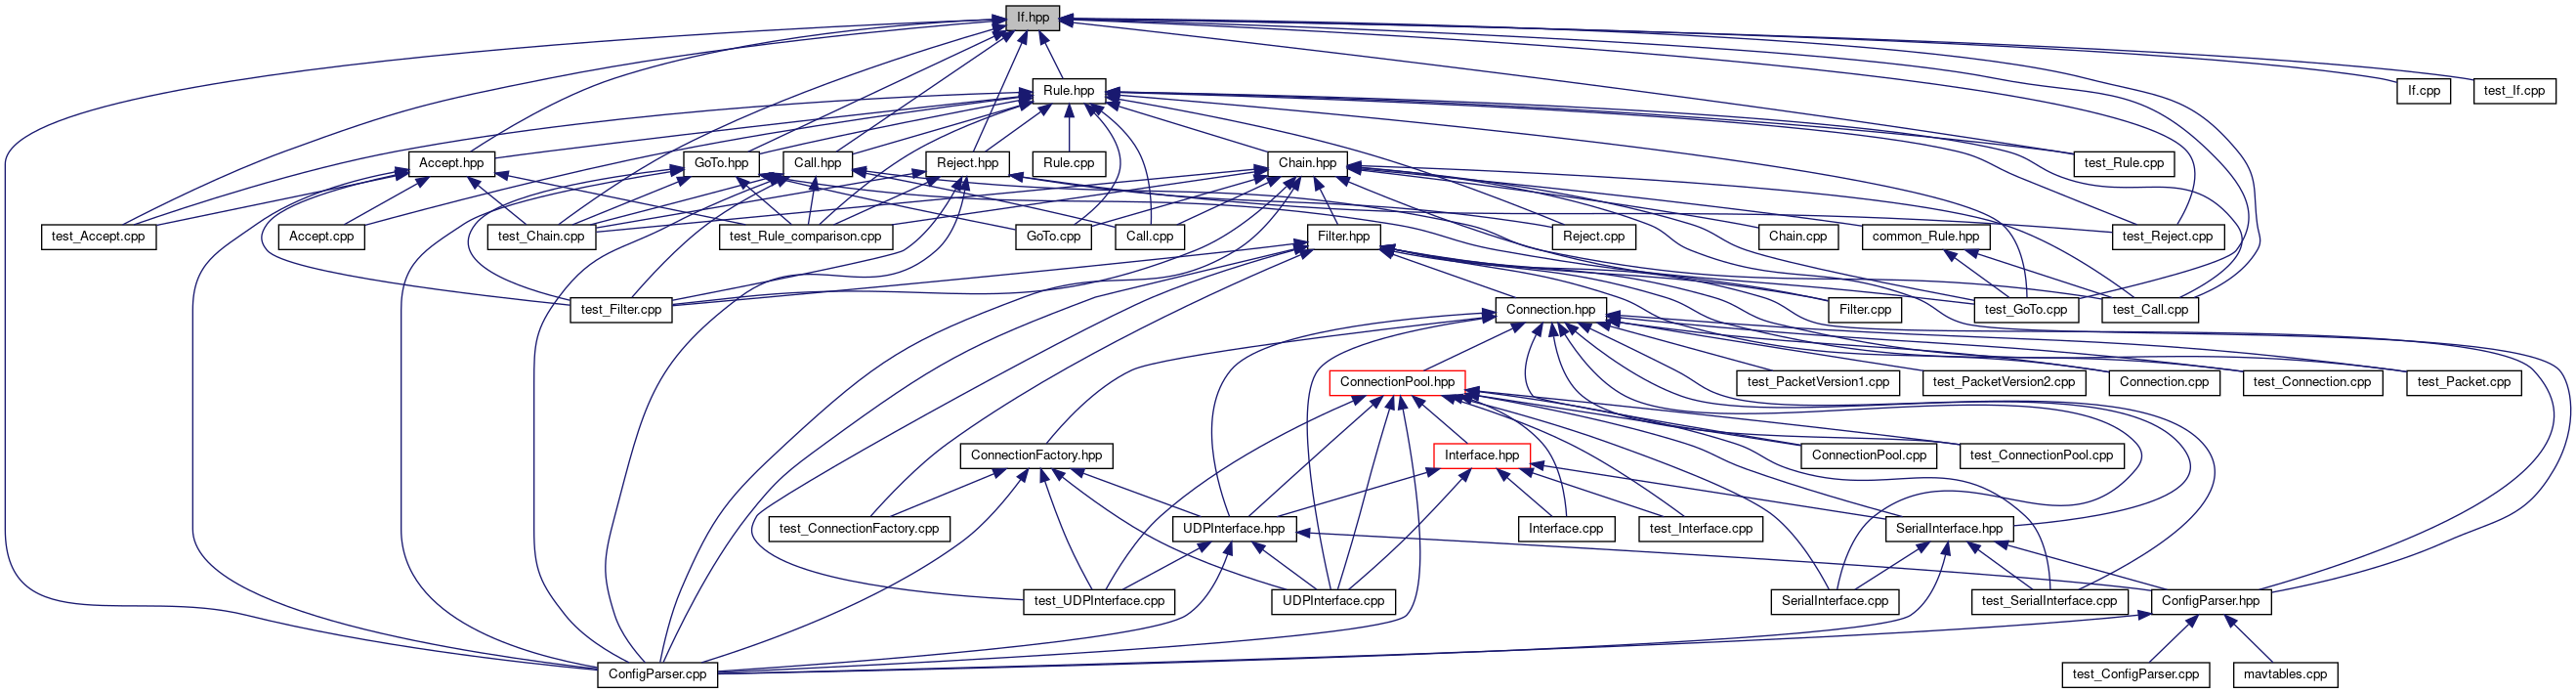 If.hpp
Rule.hpp
If.cpp
test_If.cpp
Accept.hpp
GoTo.hpp
Call.hpp
Reject.hpp
Rule.cpp
Chain.hpp
test_Rule.cpp
test_Accept.cpp
Accept.cpp
test_Chain.cpp
test_Rule_comparison.cpp
GoTo.cpp
Call.cpp
Filter.hpp
Reject.cpp
Chain.cpp
common_Rule.hpp
test_Reject.cpp
test_Filter.cpp
Connection.hpp
Filter.cpp
test_GoTo.cpp
test_Call.cpp
ConnectionPool.hpp
test_PacketVersion1.cpp
test_PacketVersion2.cpp
Connection.cpp
test_Connection.cpp
test_Packet.cpp
ConnectionFactory.hpp
Interface.hpp
ConnectionPool.cpp
test_ConnectionPool.cpp
test_ConnectionFactory.cpp
UDPInterface.hpp
Interface.cpp
test_Interface.cpp
SerialInterface.hpp
test_UDPInterface.cpp
UDPInterface.cpp
SerialInterface.cpp
test_SerialInterface.cpp
ConfigParser.hpp
ConfigParser.cpp
test_ConfigParser.cpp
mavtables.cpp